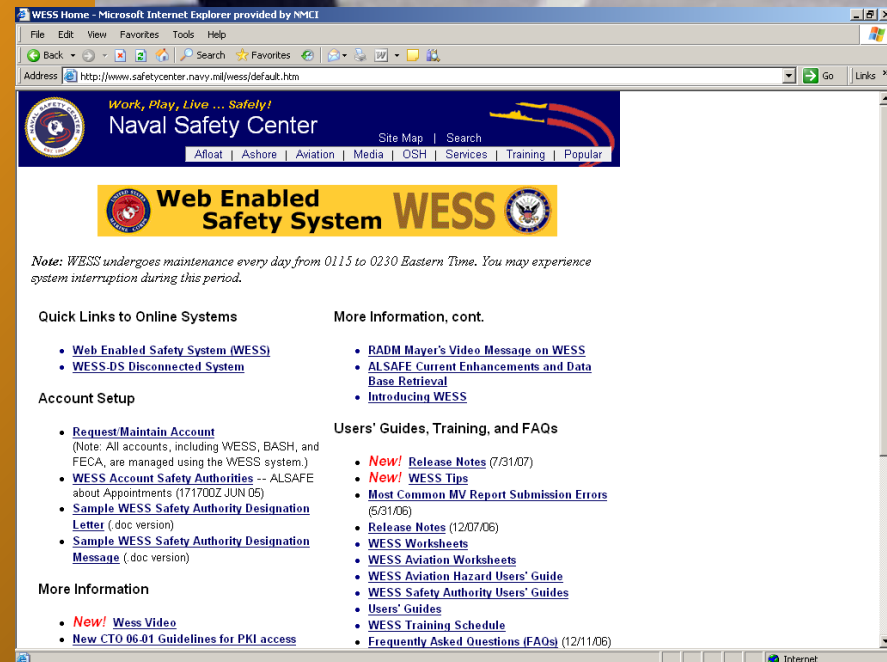 WESS Home - Microsoft Internet Explorer provided by NMCI
File Edit View Favorites Tools Help
Back Search Favorites
Address http://www.safetycenter.navy.mil/wess/default.htm Go Links »
Work, Play, Live ... Safely!
Naval Safety Center
Site Map | Search
Afloat | Ashore | Aviation | Media | OSH | Services | Training | Popular
Web Enabled
Safety System WESS
Note: WESS undergoes maintenance every day from 0115 to 0230 Eastern Time. You may experience
system interruption during this period.
Quick Links to Online Systems
• Web Enabled Safety System (WESS)
• WESS-DS Disconnected System
Account Setup
• Request/Maintain Account
(Note: All accounts, including WESS, BASH, and
FECA, are managed using the WESS system.)
• WESS Account Safety Authorities -- ALSAFE
about Appointments (171700Z JUN 05)
• Sample WESS Safety Authority Designation
Letter (.doc version)
• Sample WESS Safety Authority Designation
Message (.doc version)
More Information
• New! Wess Video
• New CTO 06-01 Guidelines for PKI access
More Information, cont.
• RADM Mayer's Video Message on WESS
• ALSAFE Current Enhancements and Data
Base Retrieval
• Introducing WESS
Users' Guides, Training, and FAQs
• New! Release Notes (7/31/07)
• New! WESS Tips
• Most Common MV Report Submission Errors
(5/31/06)
• Release Notes (12/07/06)
• WESS Worksheets
• WESS Aviation Worksheets
• WESS Aviation Hazard Users' Guide
• WESS Safety Authority Users' Guides
• Users' Guides
• WESS Training Schedule
• Frequently Asked Questions (FAQs) (12/11/06)
Internet